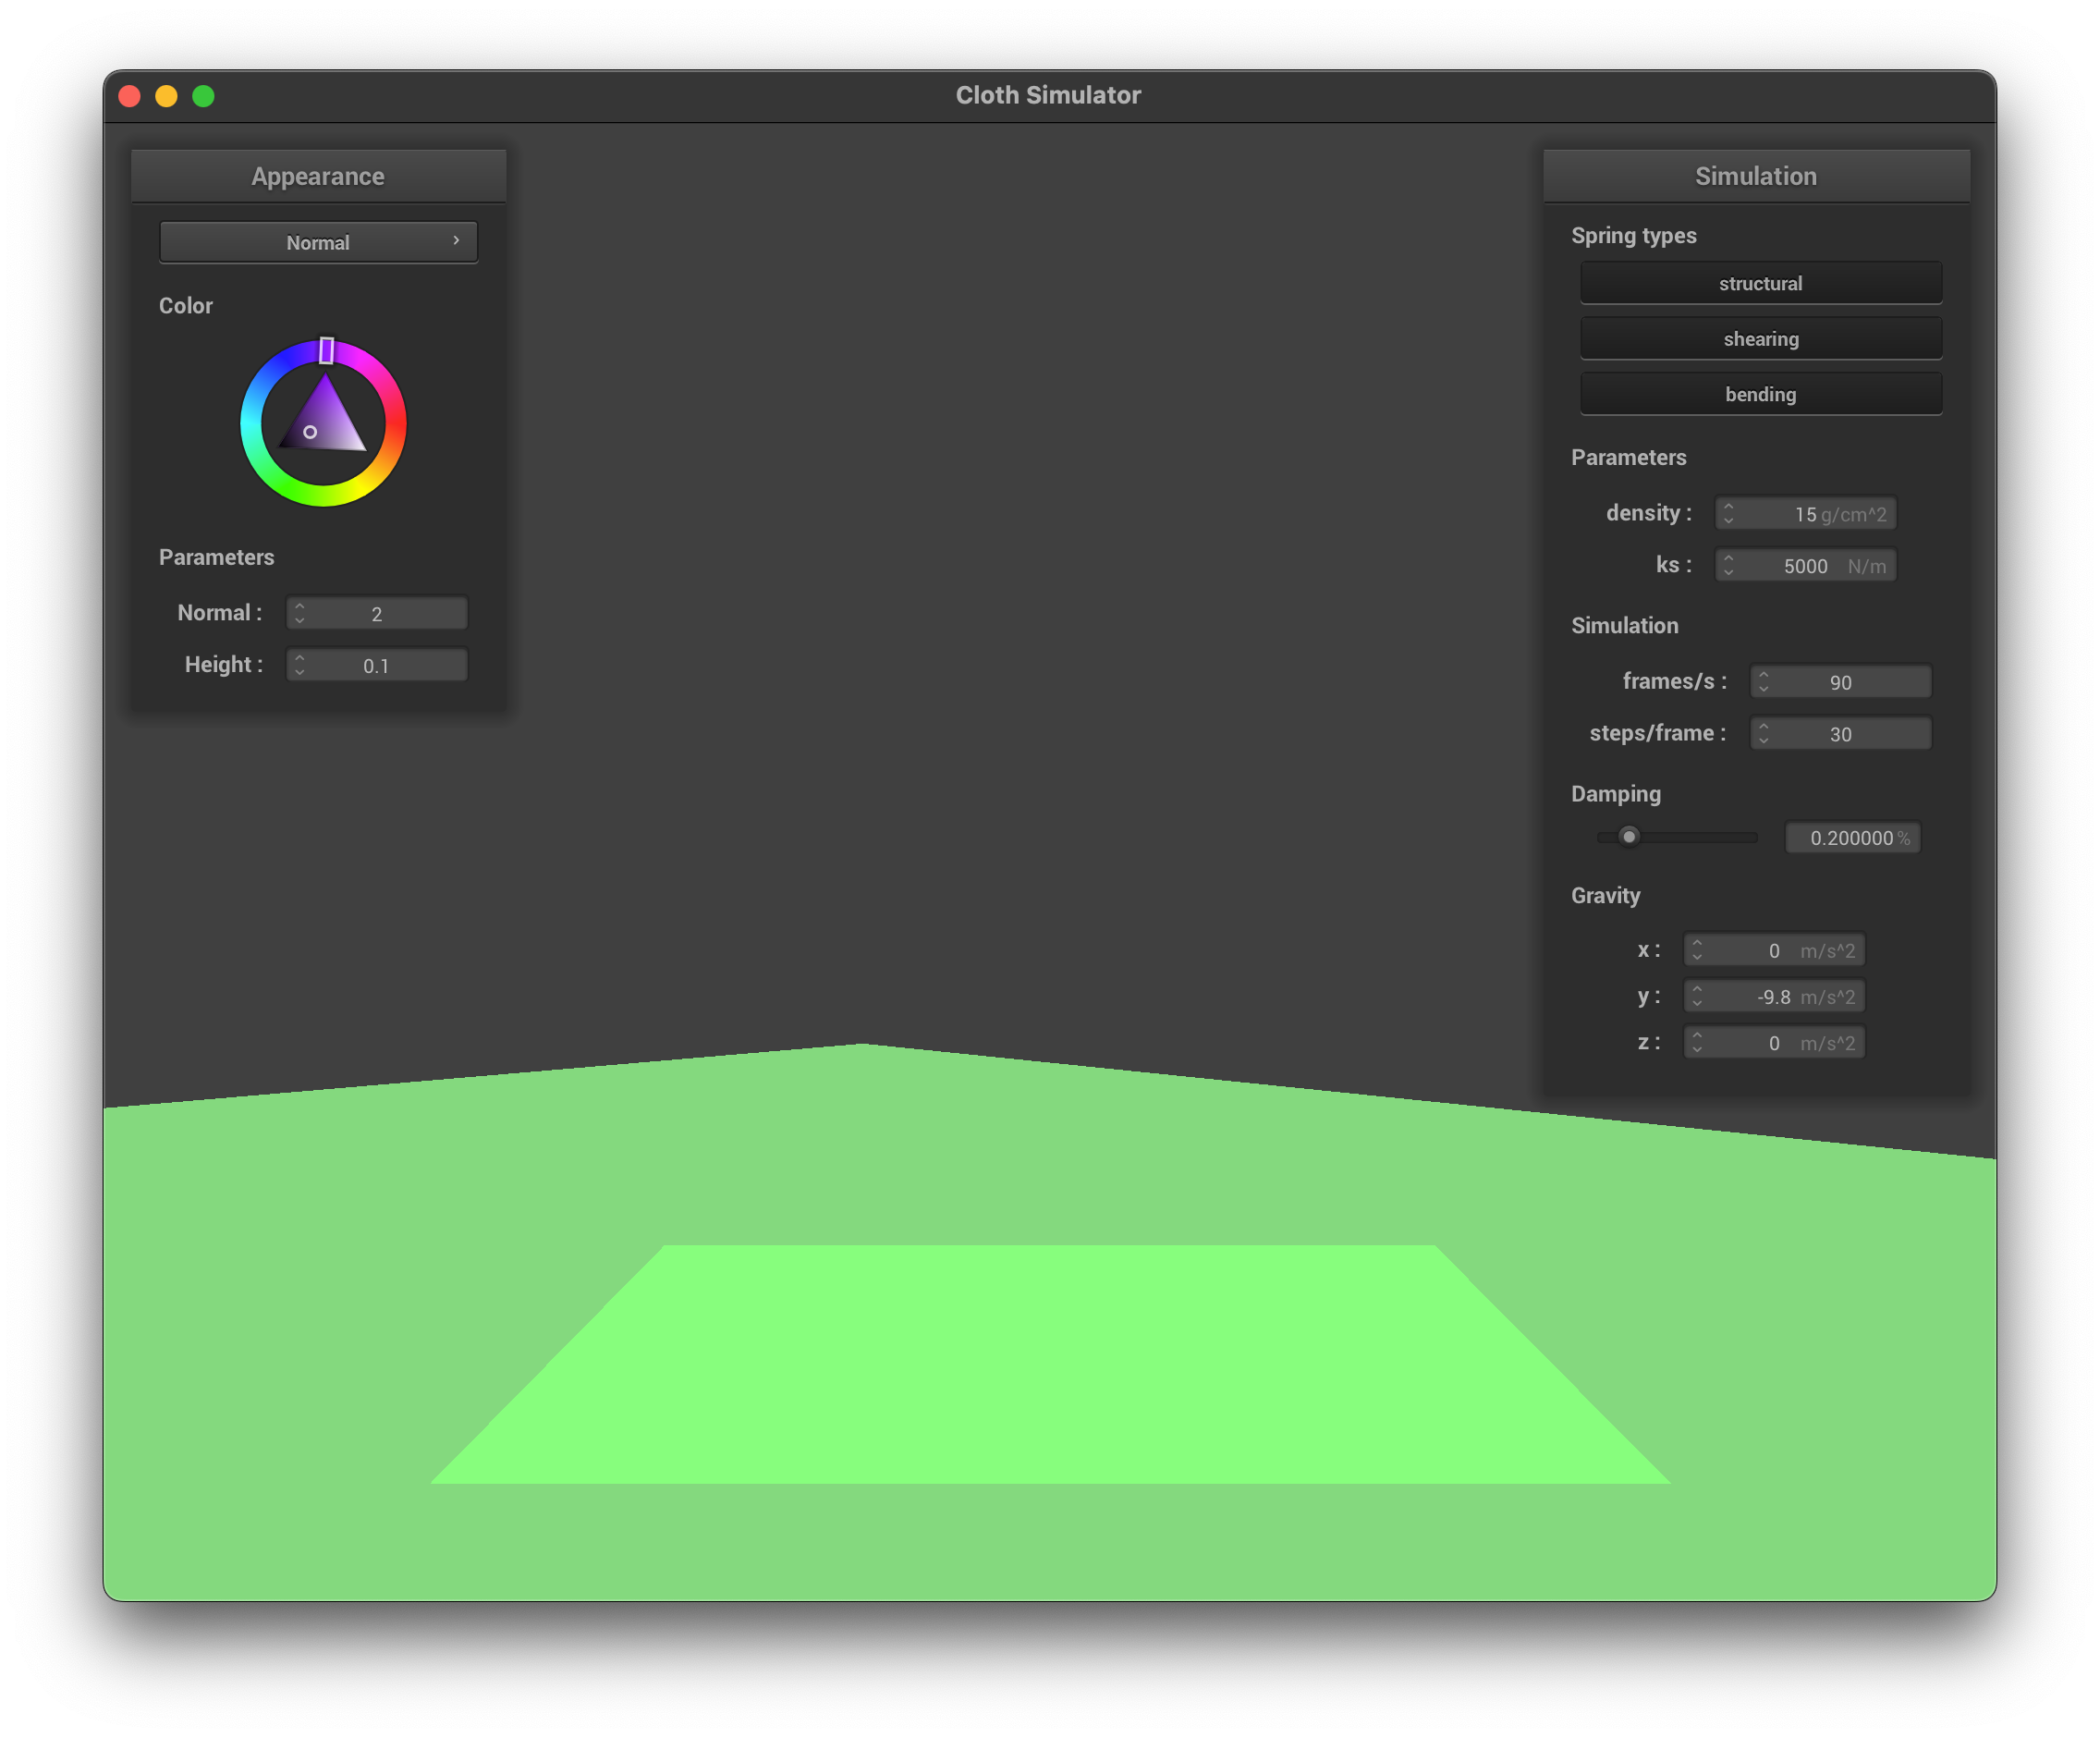 Cloth Simulator
Appearance
Normal
Color
Parameters
Normal : 2
Height : 0.1
Simulation
Spring types
structural
shearing
bending
Parameters
density : 15 g/cm^2
ks : 5000 N/m
Simulation
frames/s : 90
steps/frame : 30
Damping
0.200000 %
Gravity
x : 0 m/s^2
y : -9.8 m/s^2
z : 0 m/s^2